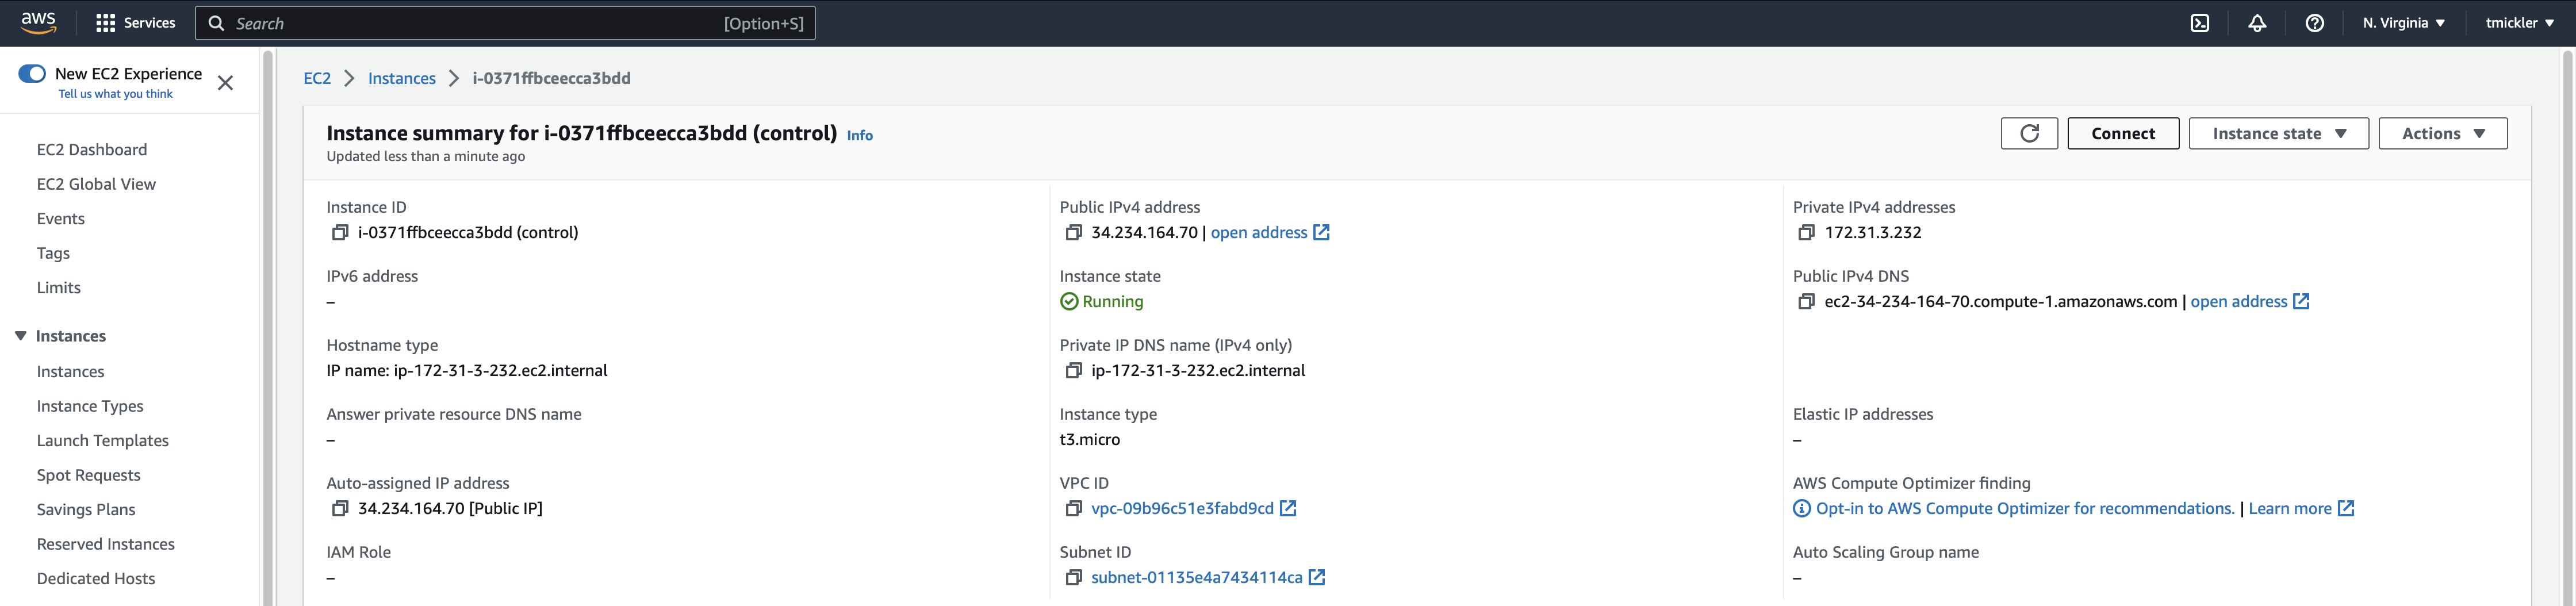 aws
Services
Search
[Option+S]
N. Virginia
tmickler
New EC2 Experience
Tell us what you think
EC2 Dashboard
EC2 Global View
Events
Tags
Limits
Instances
Instances
Instance Types
Launch Templates
Spot Requests
Savings Plans
Reserved Instances
Dedicated Hosts
EC2 > Instances > i-0371ffbceecca3bdd
Instance summary for i-0371ffbceecca3bdd (control) Info
Updated less than a minute ago
Connect
Instance state
Actions
Instance ID
i-0371ffbceecca3bdd (control)
IPv6 address
–
Hostname type
IP name: ip-172-31-3-232.ec2.internal
Answer private resource DNS name
–
Auto-assigned IP address
34.234.164.70 [Public IP]
IAM Role
–
Public IPv4 address
34.234.164.70 | open address
Instance state
Running
Private IP DNS name (IPv4 only)
ip-172-31-3-232.ec2.internal
Instance type
t3.micro
VPC ID
vpc-09b96c51e3fabd9cd
Subnet ID
subnet-01135e4a7434114ca
Private IPv4 addresses
172.31.3.232
Public IPv4 DNS
ec2-34-234-164-70.compute-1.amazonaws.com | open address
Elastic IP addresses
–
AWS Compute Optimizer finding
Opt-in to AWS Compute Optimizer for recommendations. | Learn more
Auto Scaling Group name
–